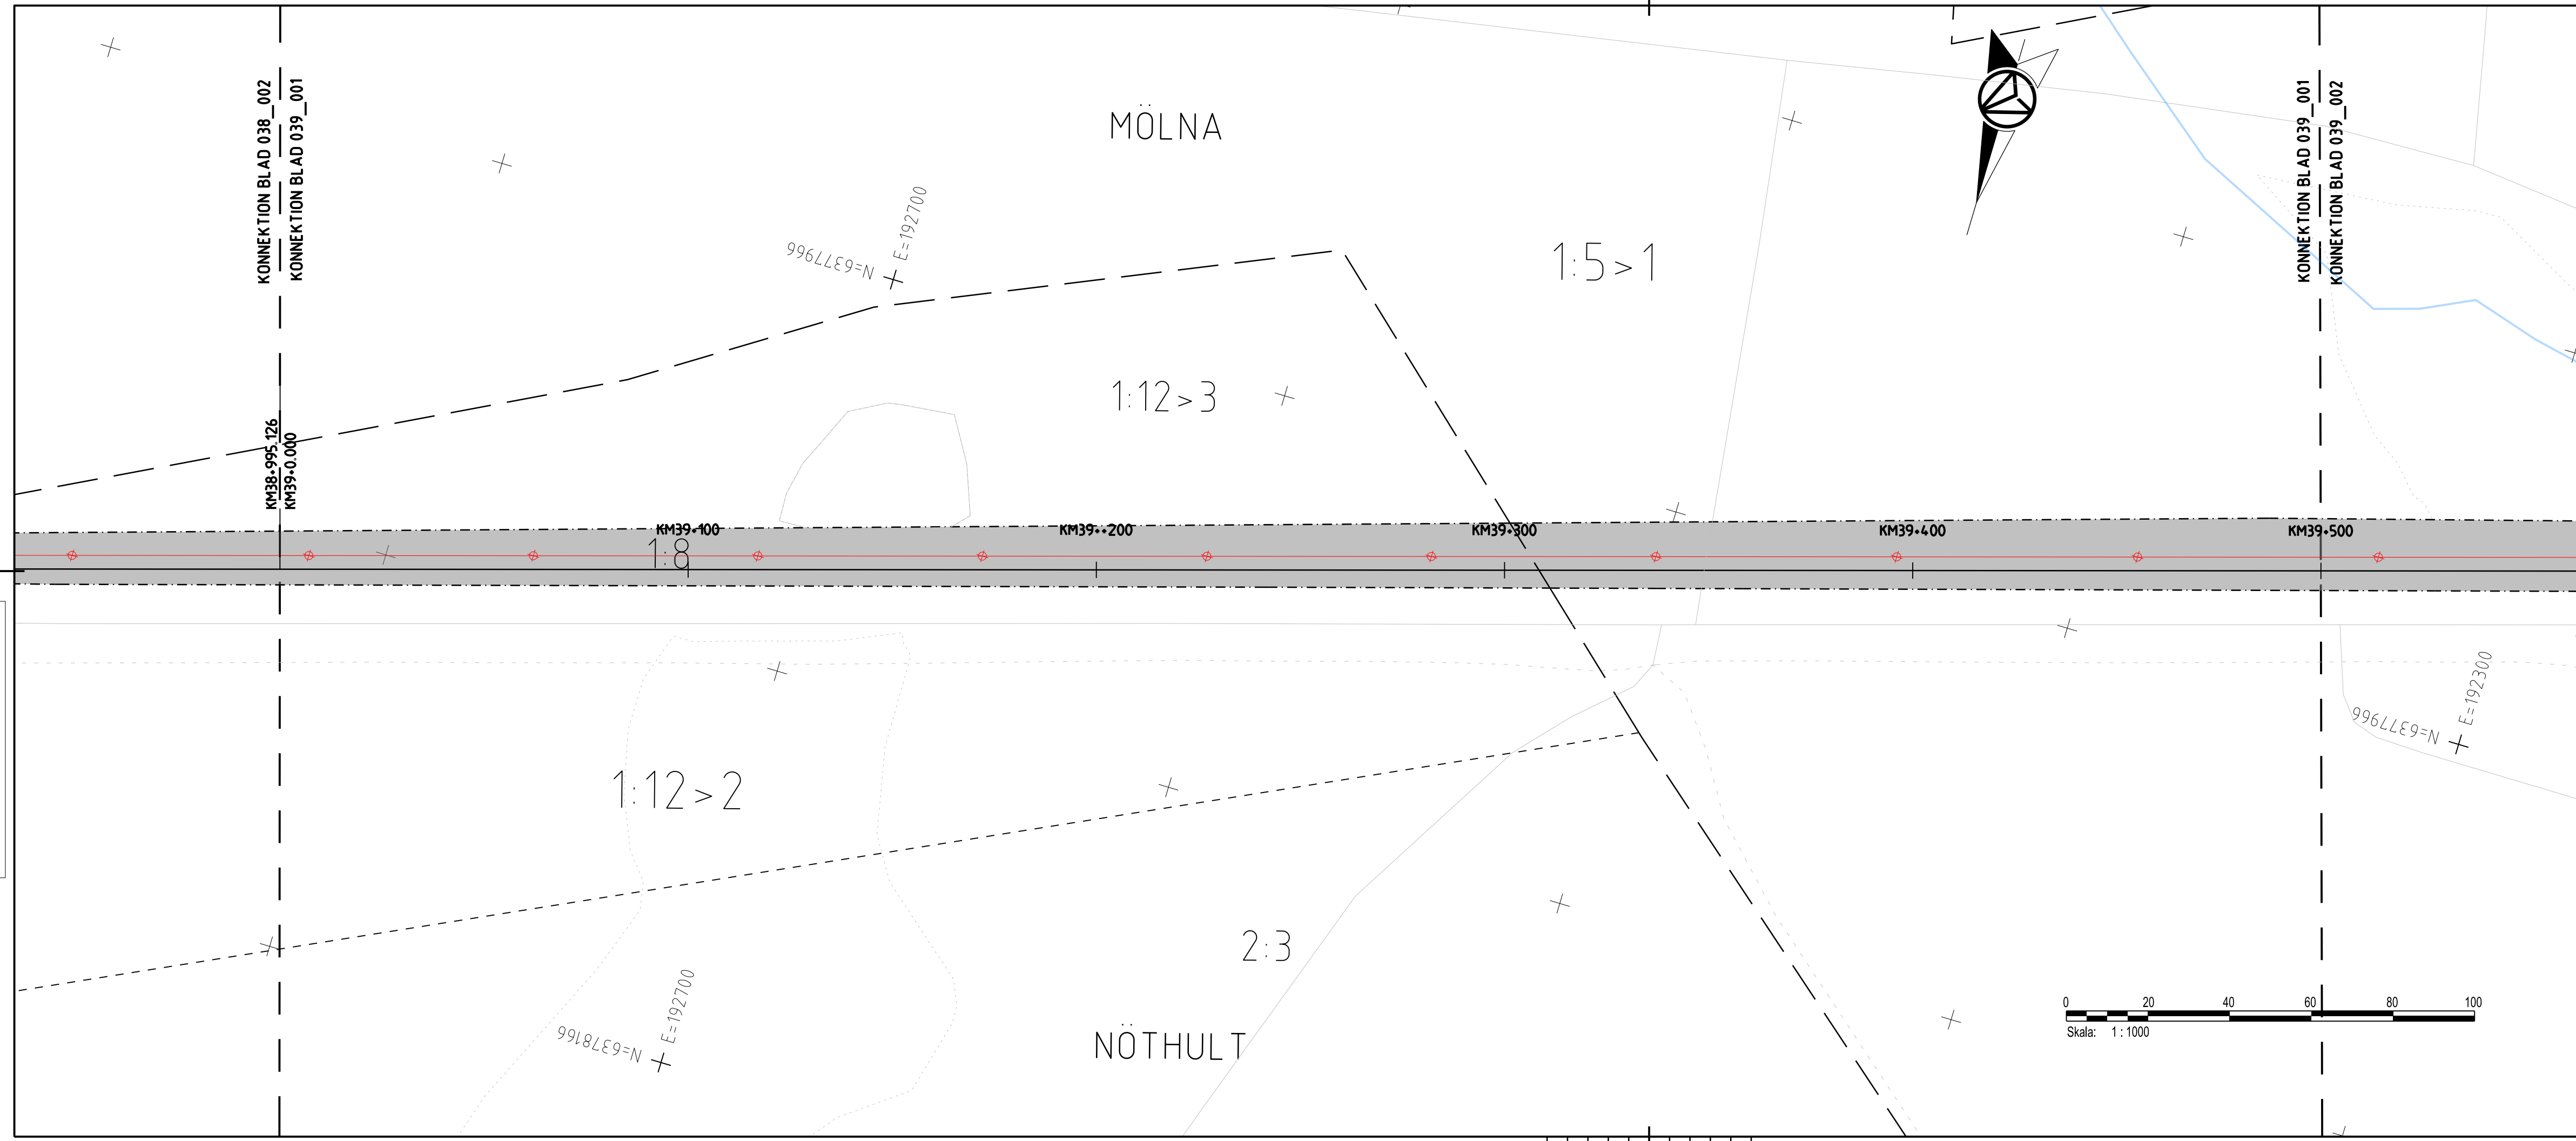 KONNEKTION BLAD 038_002
KONNEKTION BLAD 039_001
MÖLNA
KONNEKTION BLAD 039_001
KONNEKTION BLAD 039_002
N=6377966
E=192700
1:5>1
1:12>3
KM38+995.126
KM39+0.000
KM39+100
KM39++200
KM39+300
KM39+400
KM39+500
1:8
N=6377966
E=192300
1:12>2
2:3
N=6378166
E=192700
NÖTHULT
0 20 40 60 80 100
Skala: 1 : 1000